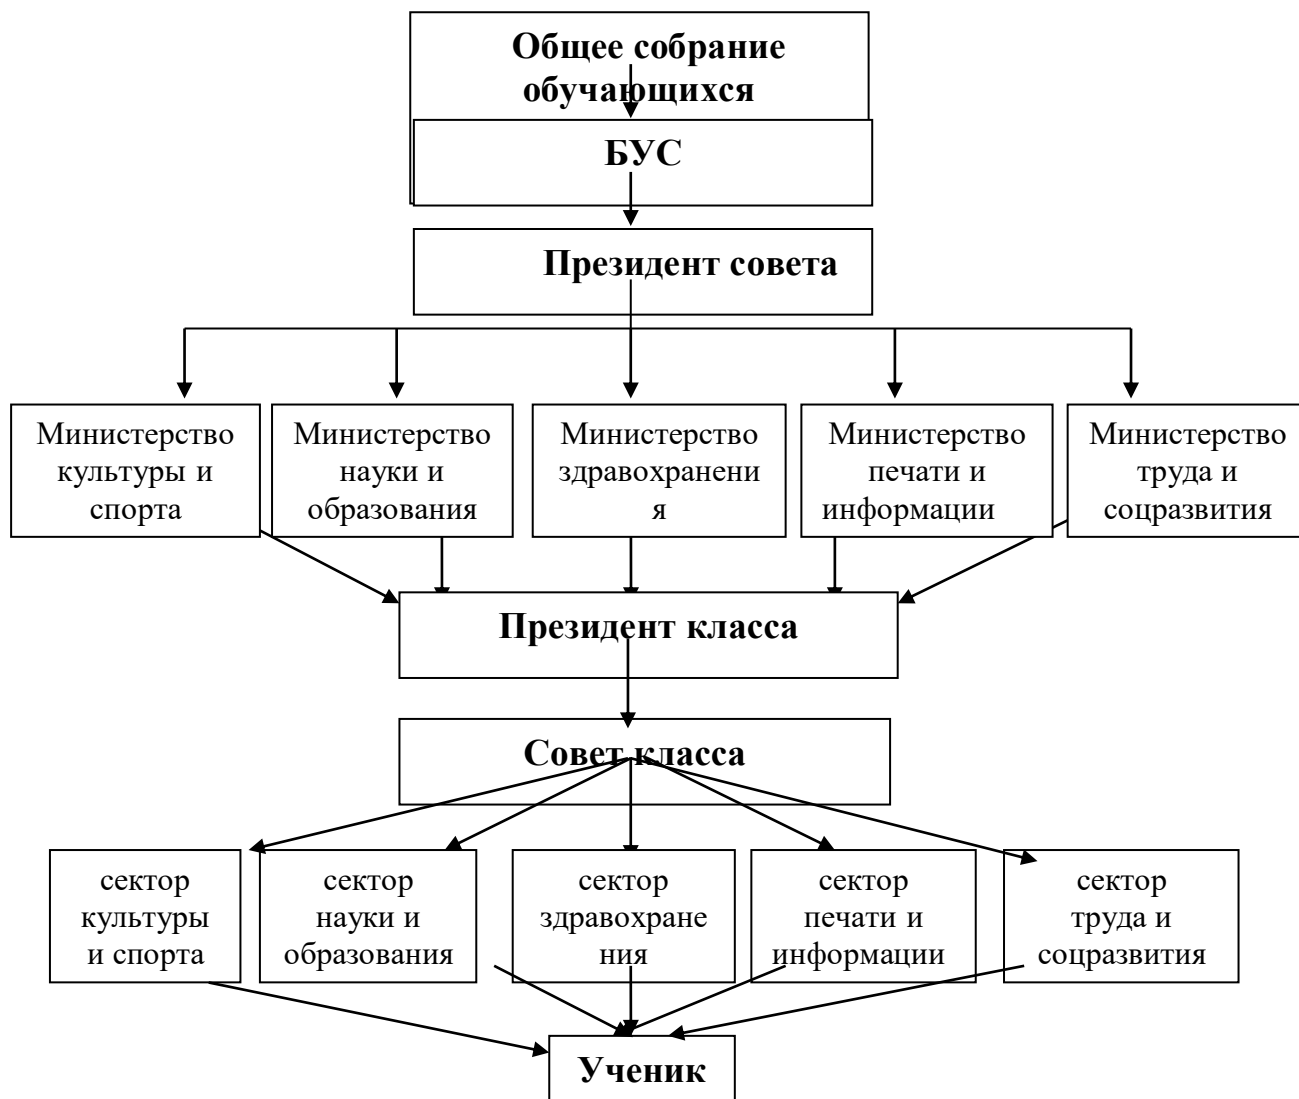 Общее собрание
обучающихся
БУС
Президент совета
Министерство
культуры и
спорта
Министерство
науки и
образования
Министерство
здравохранени
я
Министерство
печати и
информации
Министерство
труда и
соцразвития
Президент класса
Совет класса
сектор
культуры
и спорта
сектор
науки и
образования
сектор
здравохране
ния
сектор
печати и
информации
сектор
труда и
соцразвития
Ученик